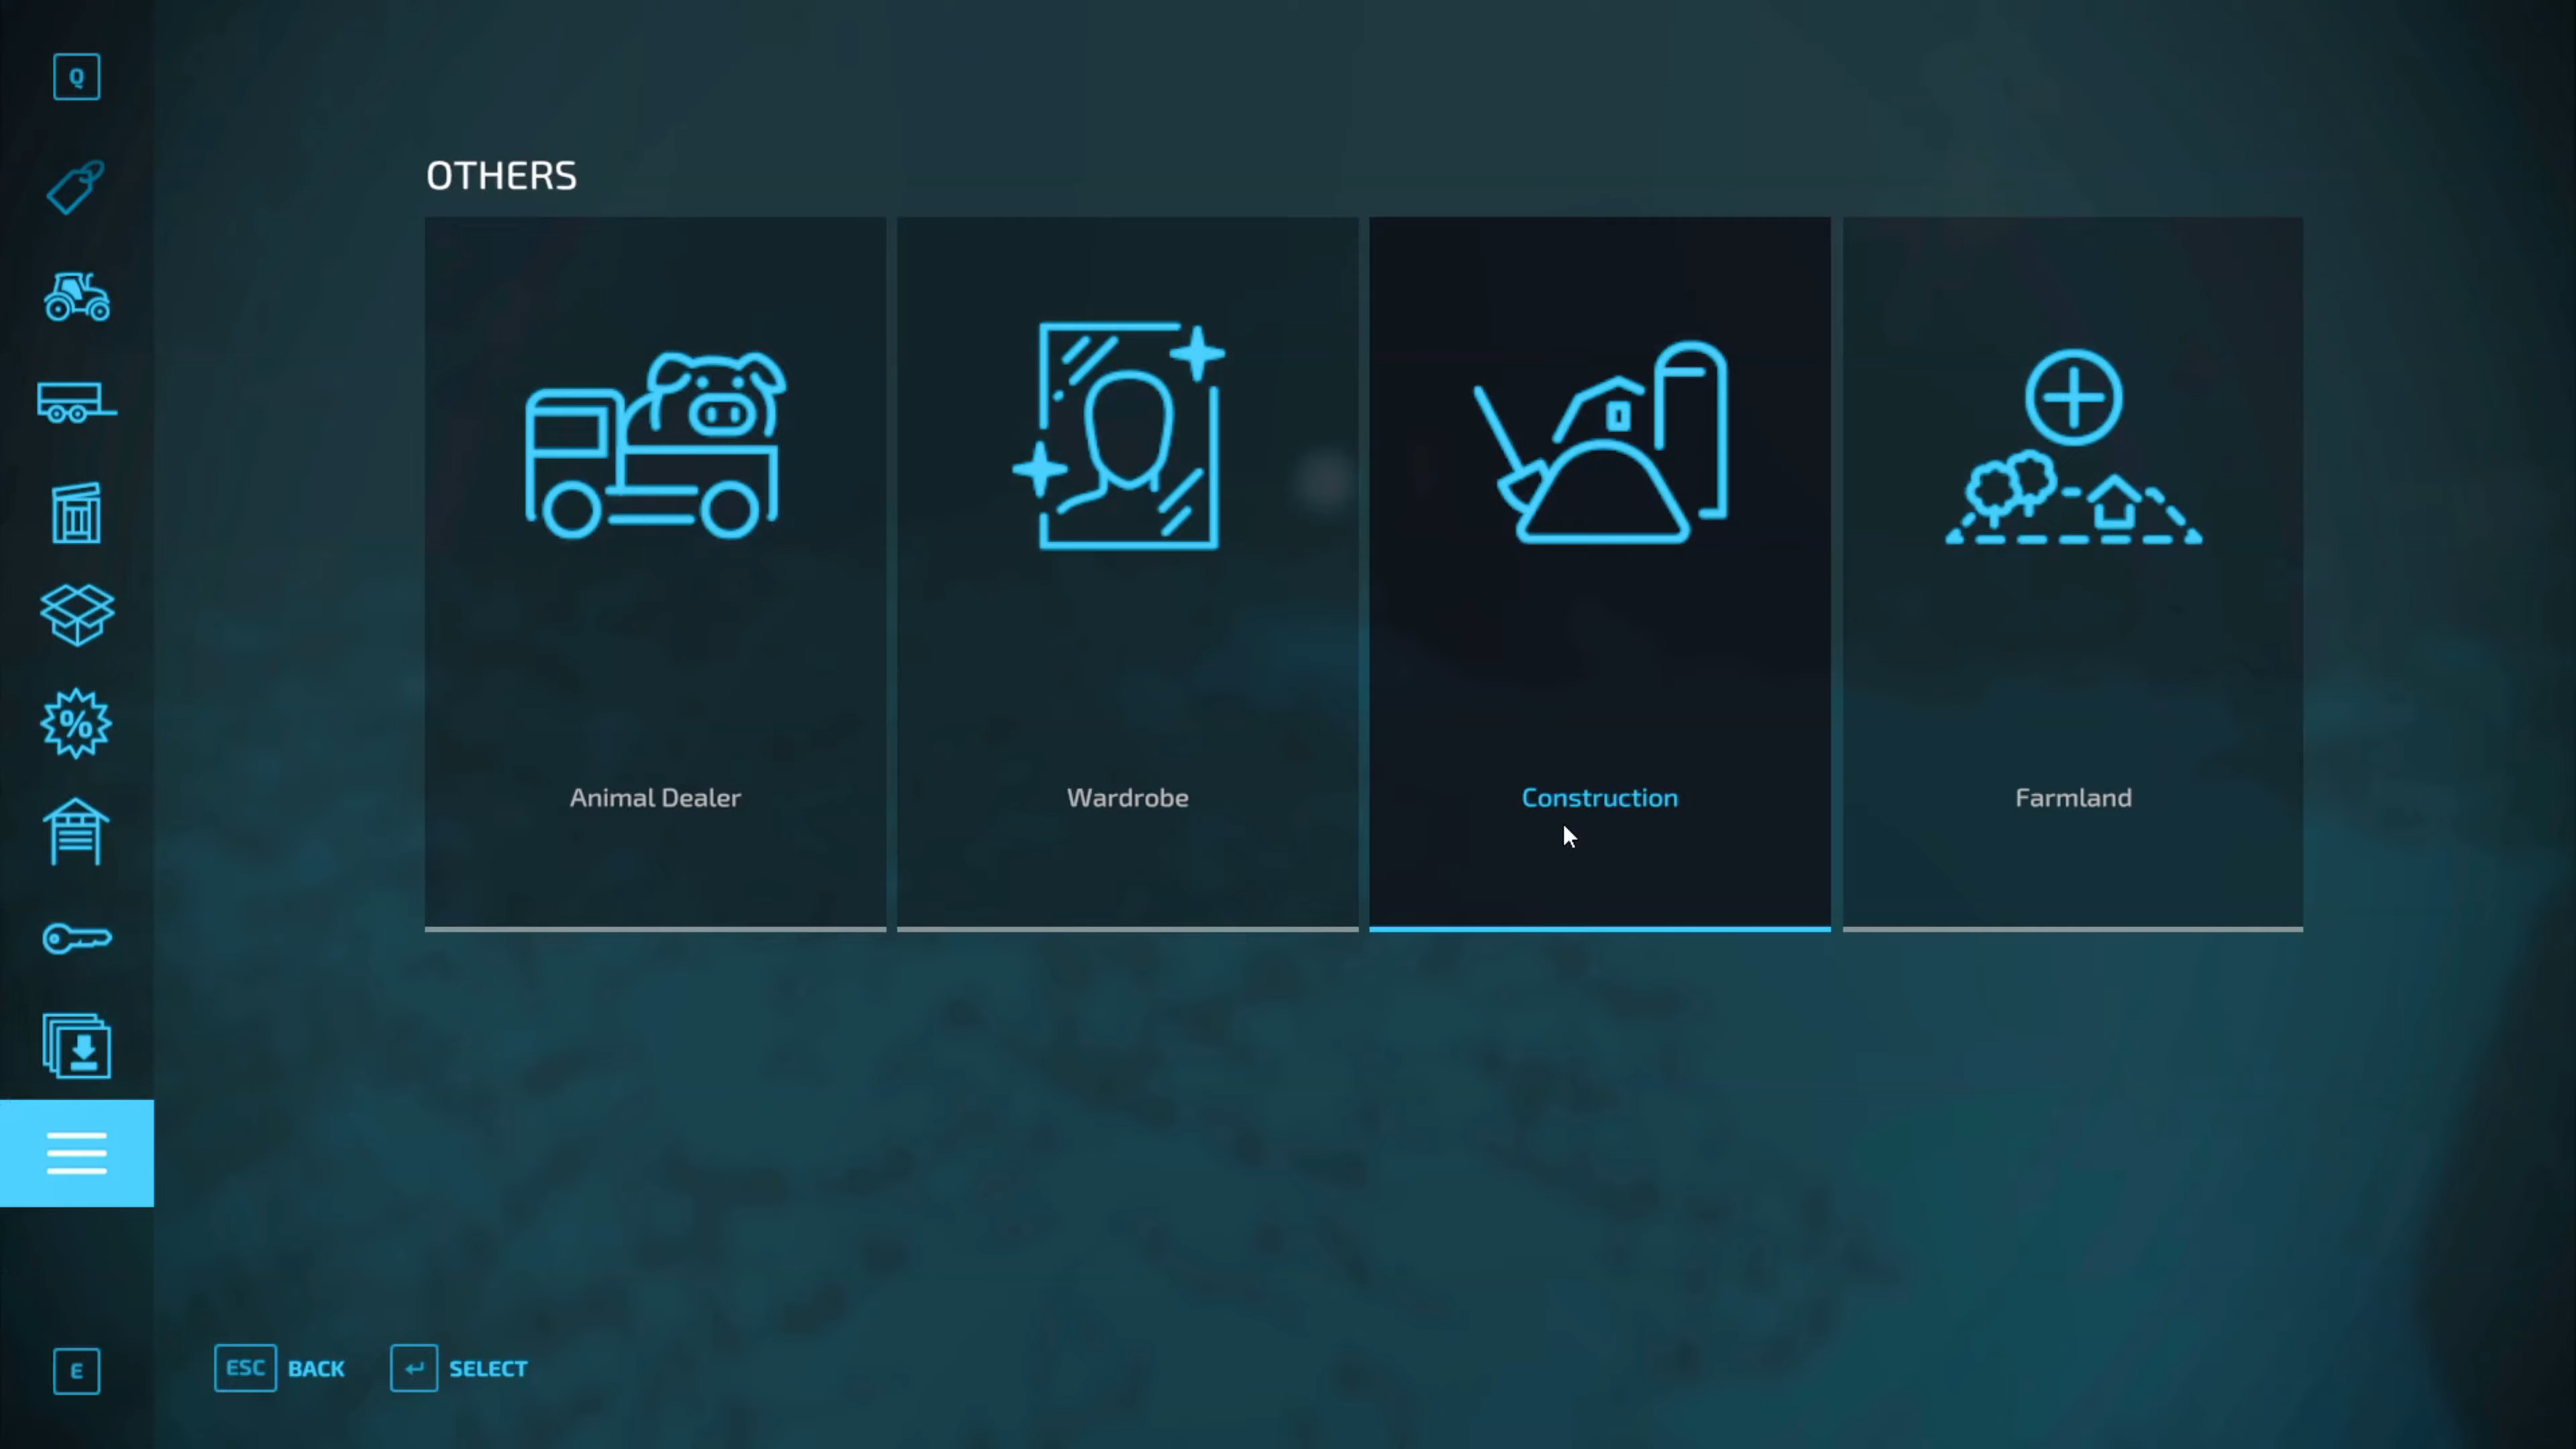 Q
OTHERS
%
Animal Dealer
Wardrobe
Construction
Farmland
E
ESC BACK
↵ SELECT